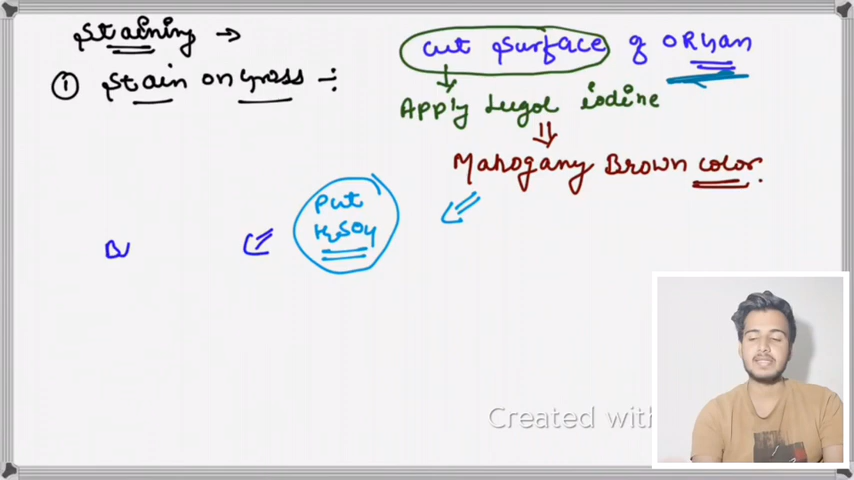 Staining →
cut surface of ORGan
① Stain on Gross -:
Apply Lugol iodine
Mahogany Brown color.
Put
H₂SO₄
Created with